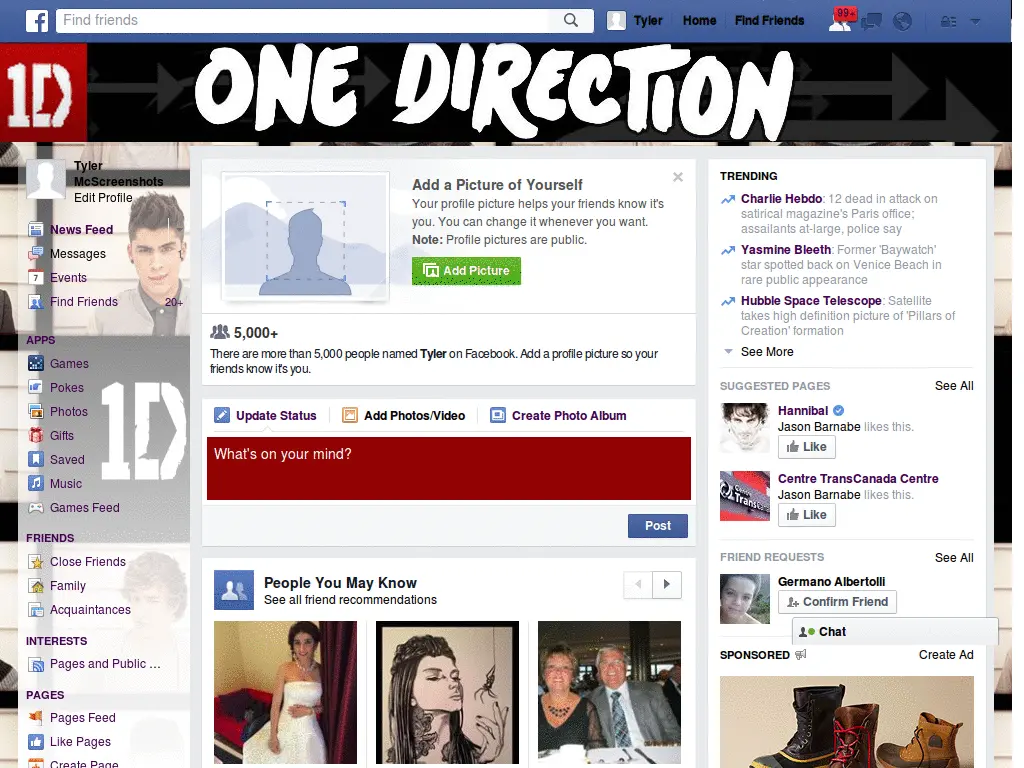 Find friends
Tyler
Home
Find Friends
99+
1D
ONE DIRECTION
Tyler
McScreenshots
Edit Profile
News Feed
Messages
7
Events
Find Friends
20+
APPS
Games
Pokes
Photos
Gifts
Saved
Music
Games Feed
1D
FRIENDS
Close Friends
Family
Acquaintances
INTERESTS
Pages and Public ...
PAGES
Pages Feed
Like Pages
Create Page
Add a Picture of Yourself
Your profile picture helps your friends know it's
you. You can change it whenever you want.
Note: Profile pictures are public.
Add Picture
5,000+
There are more than 5,000 people named Tyler on Facebook. Add a profile picture so your
friends know it's you.
Update Status
Add Photos/Video
Create Photo Album
What's on your mind?
Post
People You May Know
See all friend recommendations
TRENDING
Charlie Hebdo: 12 dead in attack on
satirical magazine's Paris office;
assailants at-large, police say
Yasmine Bleeth: Former 'Baywatch'
star spotted back on Venice Beach in
rare public appearance
Hubble Space Telescope: Satellite
takes high definition picture of 'Pillars of
Creation' formation
See More
SUGGESTED PAGES
See All
Hannibal
Jason Barnabe likes this.
Like
Centre TransCanada Centre
Jason Barnabe likes this.
Like
FRIEND REQUESTS
See All
Germano Albertolli
Confirm Friend
Chat
SPONSORED
Create Ad